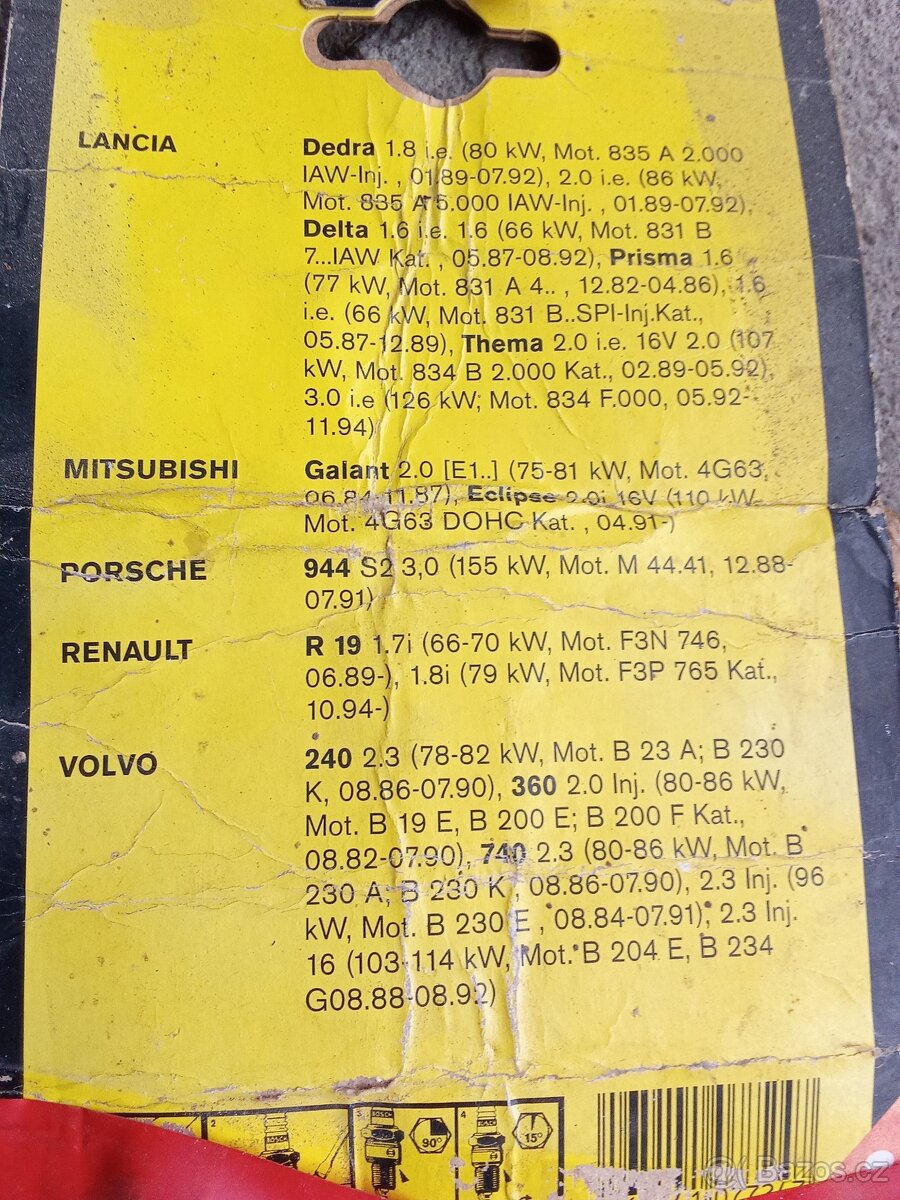 LANCIA
Dedra 1.8 i.e. (80 kW, Mot. 835 A 2.000
IAW-Inj. , 01.89-07.92), 2.0 i.e. (86 kW,
Mot. 835 A 5.000 IAW-Inj. , 01.89-07.92),
Delta 1.6 i.e. 1.6 (66 kW, Mot. 831 B
7...IAW Kat. , 05.87-08.92), Prisma 1.6
(77 kW, Mot. 831 A 4.. , 12.82-04.86), 1.6
i.e. (66 kW, Mot. 831 B..SPI-Inj.Kat.,
05.87-12.89), Thema 2.0 i.e. 16V 2.0 (107
kW, Mot. 834 B 2.000 Kat., 02.89-05.92),
3.0 i.e (126 kW; Mot. 834 F.000, 05.92-
11.94)
MITSUBISHI
Galant 2.0 [E1..] (75-81 kW, Mot. 4G63,
06.84-11.87), Eclipse 2.0i 16V (110 kW
Mot. 4G63 DOHC Kat. , 04.91-)
PORSCHE
944 S2 3,0 (155 kW, Mot. M 44.41, 12.88-
07.91)
RENAULT
R 19 1.7i (66-70 kW, Mot. F3N 746,
06.89-), 1.8i (79 kW, Mot. F3P 765 Kat.,
10.94-)
VOLVO
240 2.3 (78-82 kW, Mot. B 23 A; B 230
K, 08.86-07.90), 360 2.0 Inj. (80-86 kW,
Mot. B 19 E, B 200 E; B 200 F Kat.,
08.82-07.90), 740 2.3 (80-86 kW, Mot. B
230 A; B 230 K , 08.86-07.90), 2.3 Inj. (96
kW, Mot. B 230 E , 08.84-07.91), 2.3 Inj.
16 (103-114 kW, Mot. B 204 E, B 234
G08.88-08.92)
2
BOSCH
3
BOSCH
90°
4
BOSCH
15°
Bazos.cz